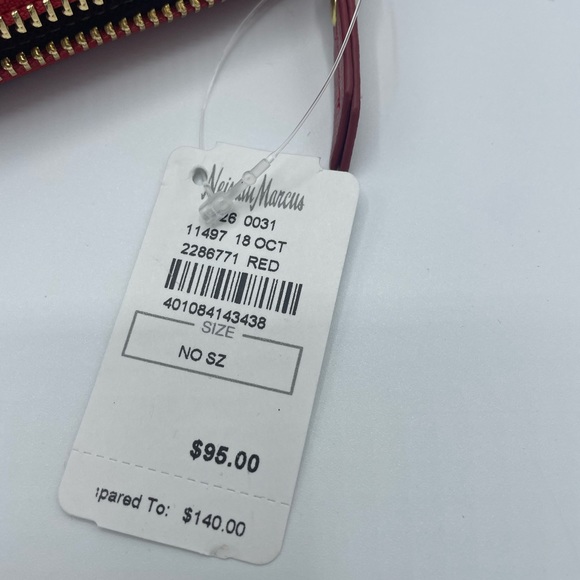 Neiman Marcus
26 0031
11497 18 OCT
2286771 RED
401084143438
SIZE
NO SZ
$95.00
pared To: $140.00